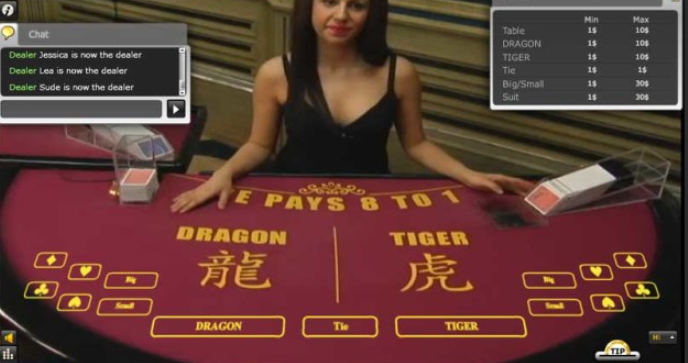 Chat
Dealer Jessica is now the dealer
Dealer Lea is now the dealer
Dealer Sude is now the dealer
Min Max
Table 1$ 10$
DRAGON 1$ 10$
TIGER 1$ 10$
Tie 1$ 1$
Big/Small 1$ 30$
Suit 1$ 30$
E PAYS 8 TO 1
DRAGON TIGER
龍 虎
Big Big
Small Small
DRAGON Tie TIGER
TIP